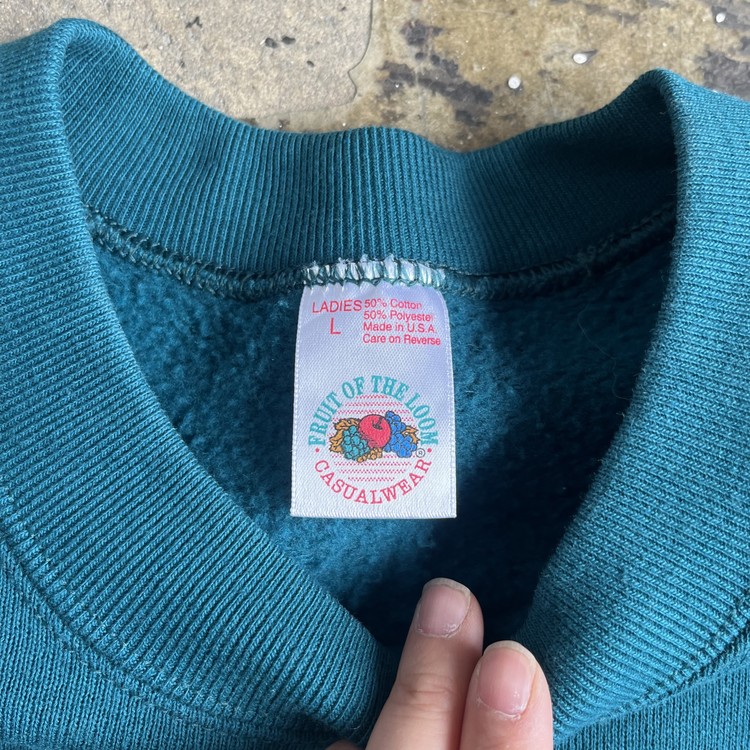 LADIES 50% Cotton
L 50% Polyester
Made in U.S.A.
Care on Reverse
· FRUIT OF THE LOOM ·
®
CASUALWEAR